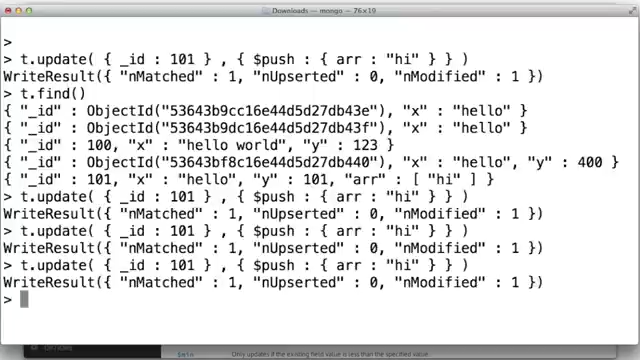 Downloads — mongo — 76×19
>
> t.update( { _id : 101 } , { $push : { arr : "hi" } } )
WriteResult({ "nMatched" : 1, "nUpserted" : 0, "nModified" : 1 })
> t.find()
{ "_id" : ObjectId("53643b9cc16e44d5d27db43e"), "x" : "hello" }
{ "_id" : ObjectId("53643b9dc16e44d5d27db43f"), "x" : "hello" }
{ "_id" : 100, "x" : "hello world", "y" : 123 }
{ "_id" : ObjectId("53643bf8c16e44d5d27db440"), "x" : "hello", "y" : 400 }
{ "_id" : 101, "x" : "hello", "y" : 101, "arr" : [ "hi" ] }
> t.update( { _id : 101 } , { $push : { arr : "hi" } } )
WriteResult({ "nMatched" : 1, "nUpserted" : 0, "nModified" : 1 })
> t.update( { _id : 101 } , { $push : { arr : "hi" } } )
WriteResult({ "nMatched" : 1, "nUpserted" : 0, "nModified" : 1 })
> t.update( { _id : 101 } , { $push : { arr : "hi" } } )
WriteResult({ "nMatched" : 1, "nUpserted" : 0, "nModified" : 1 })
>
$min Only updates if the existing field value is less than the specified value.